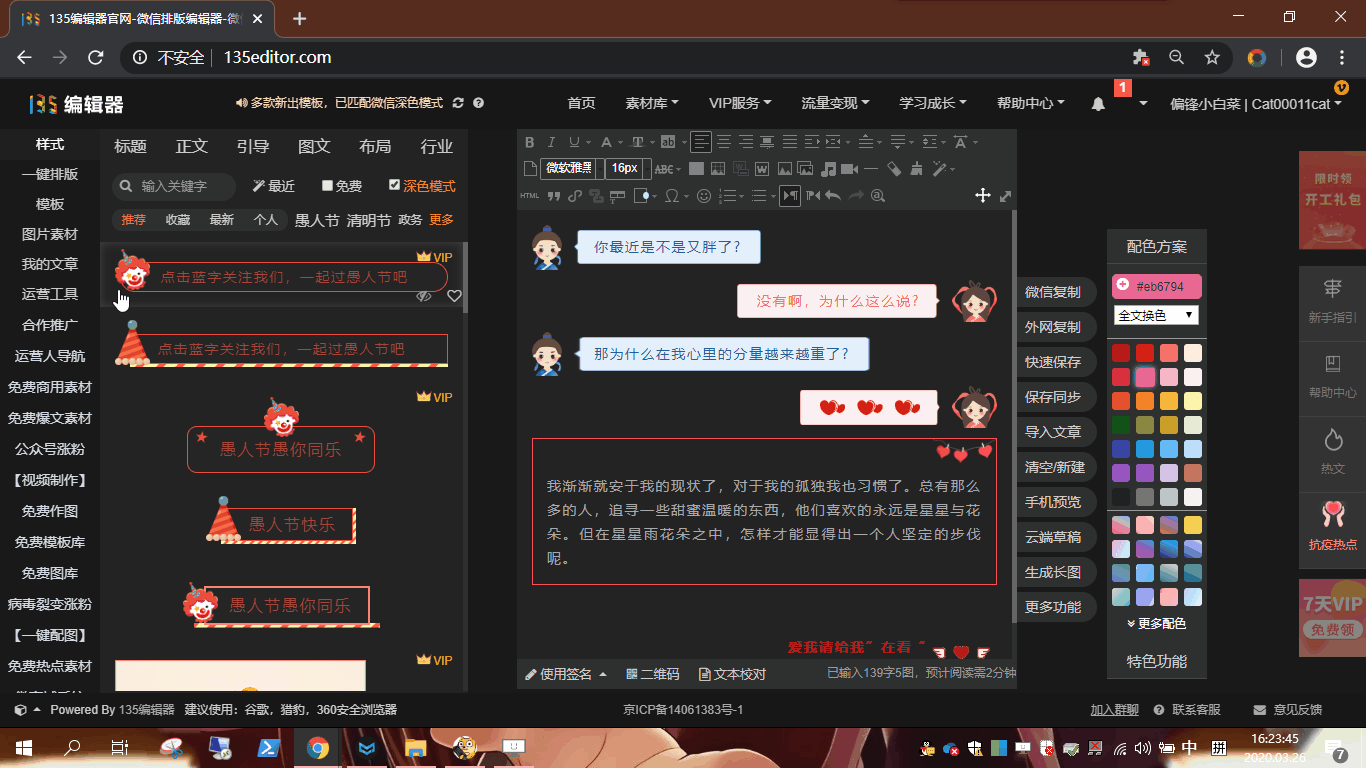 135编辑器官网-微信排版编辑器-微
不安全 | 135editor.com
135编辑器
多款新出模板，已匹配微信深色模式
首页 素材库 VIP服务 流量变现 学习成长 帮助中心
1
偏锋小白菜 | Cat00011cat
样式
一键排版
模板
图片素材
我的文章
运营工具
合作推广
运营人导航
免费商用素材
免费爆文素材
公众号涨粉
【视频制作】
免费作图
免费模板库
免费图库
病毒裂变涨粉
【一键配图】
免费热点素材
标题 正文 引导 图文 布局 行业
输入关键字 最近 免费 深色模式
推荐 收藏 最新 个人 愚人节 清明节 政务 更多
VIP
点击蓝字关注我们，一起过愚人节吧
点击蓝字关注我们，一起过愚人节吧
VIP
愚人节愚你同乐
愚人节快乐
愚人节愚你同乐
VIP
微软雅黑 16px ABC
HTML
你最近是不是又胖了？
没有啊，为什么这么说？
那为什么在我心里的分量越来越重了？
我渐渐就安于我的现状了，对于我的孤独我也习惯了。总有那么
多的人，追寻一些甜蜜温暖的东西，他们喜欢的永远是星星与花
朵。但在星星雨花朵之中，怎样才能显得出一个人坚定的步伐
呢。
爱我请给我"在看"
使用签名 二维码 文本校对 已输入139字5图，预计阅读需2分钟
微信复制
外网复制
快速保存
保存同步
导入文章
清空/新建
手机预览
云端草稿
生成长图
更多功能
配色方案
#eb6794
全文换色
更多配色
特色功能
限时领
开工礼包
新手指引
帮助中心
热文
抗疫热点
7天VIP
免费领
Powered By 135编辑器 建议使用：谷歌，猎豹，360安全浏览器
京ICP备14061383号-1
加入群聊 联系客服 意见反馈
中 拼
16:23:45
2020.03.26
7